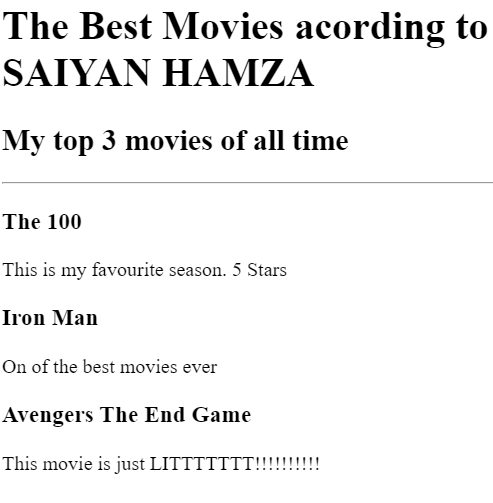 The Best Movies acording to
SAIYAN HAMZA
My top 3 movies of all time
The 100
This is my favourite season. 5 Stars
Iron Man
On of the best movies ever
Avengers The End Game
This movie is just LITTTTTTT!!!!!!!!!!